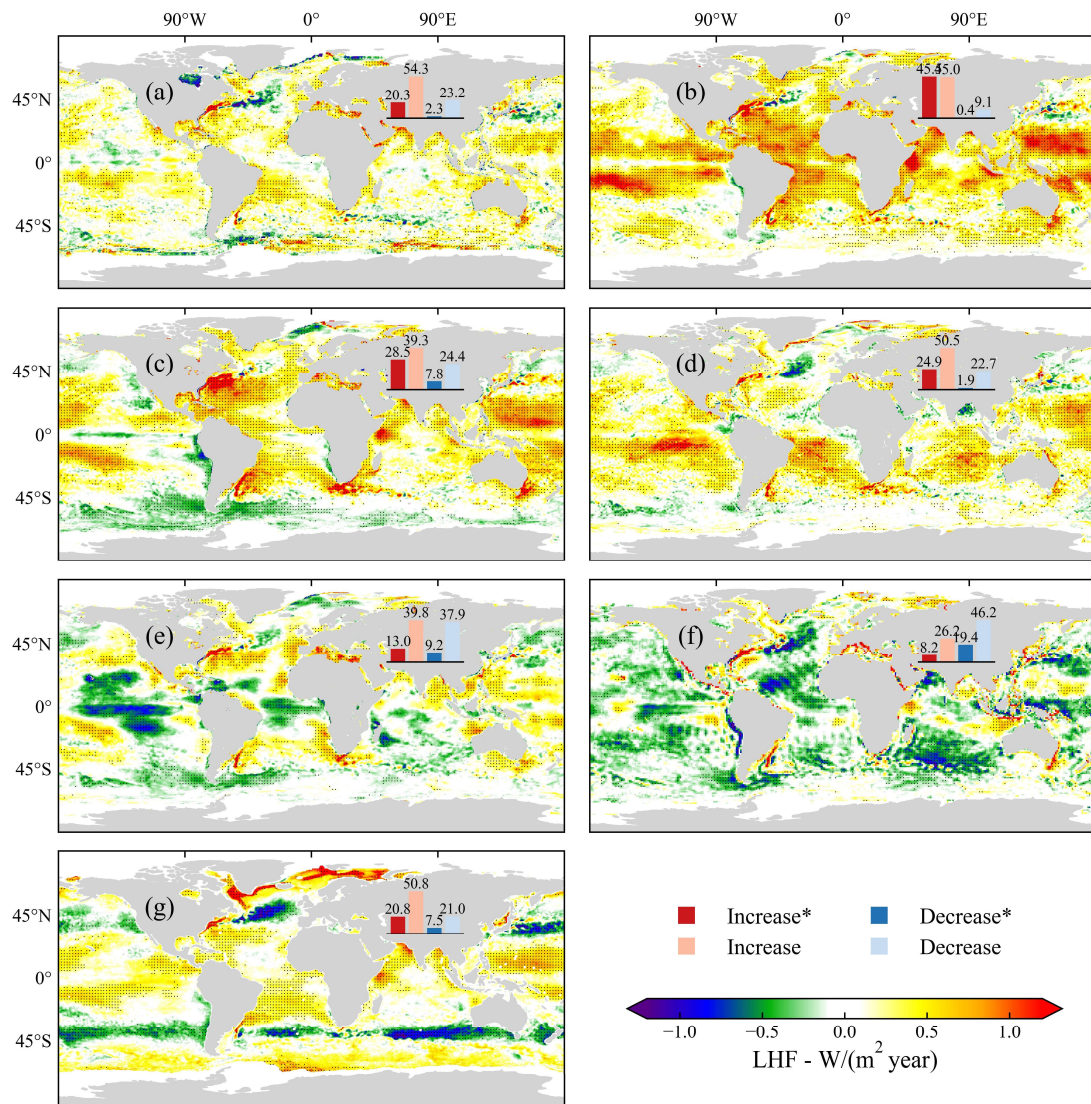 90°W 0° 90°E 90°W 0° 90°E
(a) 20.3 54.3 2.3 23.2
(b) 45.0 0.4 9.1
45°N
0°
45°S
(c) 28.5 39.3 7.8 24.4
(d) 24.9 50.5 1.9 22.7
45°N
0°
45°S
(e) 13.0 39.8 9.2 37.9
(f) 8.2 26.2 19.4 46.2
45°N
0°
45°S
(g) 20.8 50.8 7.5 21.0
45°N
0°
45°S
Increase* Decrease*
Increase Decrease
−1.0 −0.5 0.0 0.5 1.0
LHF - W/(m² year)